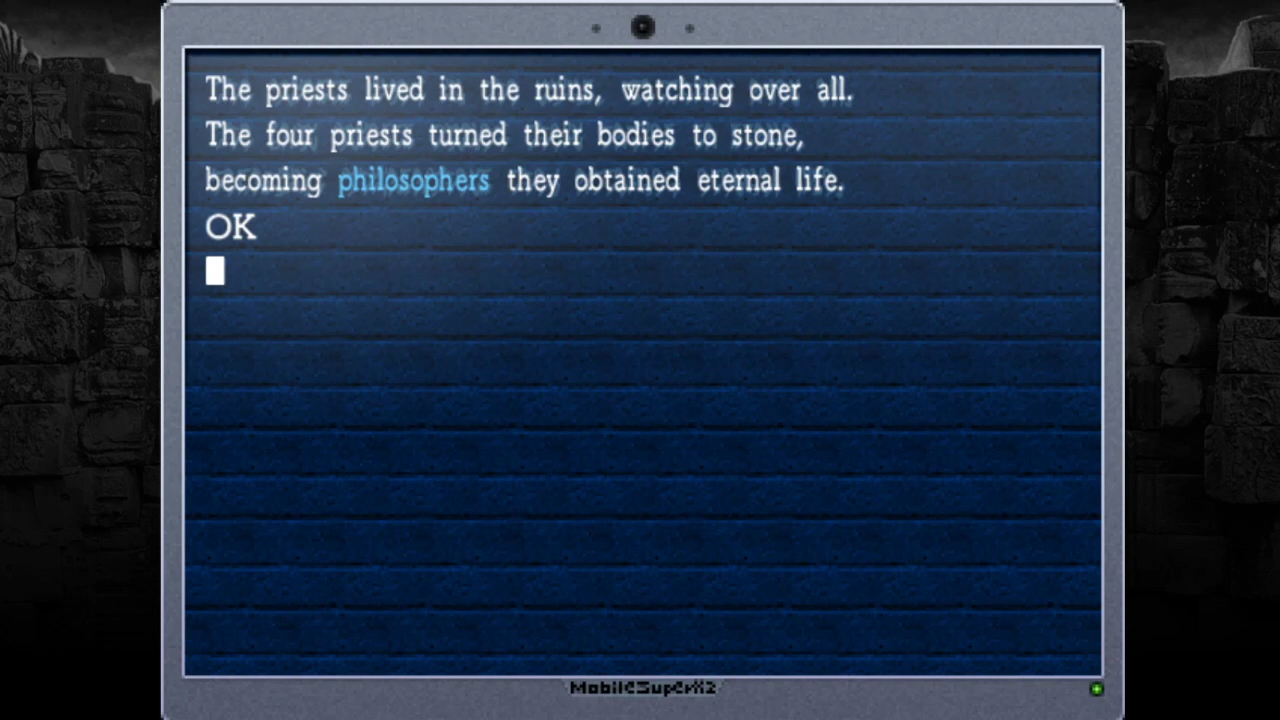 The priests lived in the ruins, watching over all.
The four priests turned their bodies to stone,
becoming philosophers they obtained eternal life.
OK
MobileSuperX2